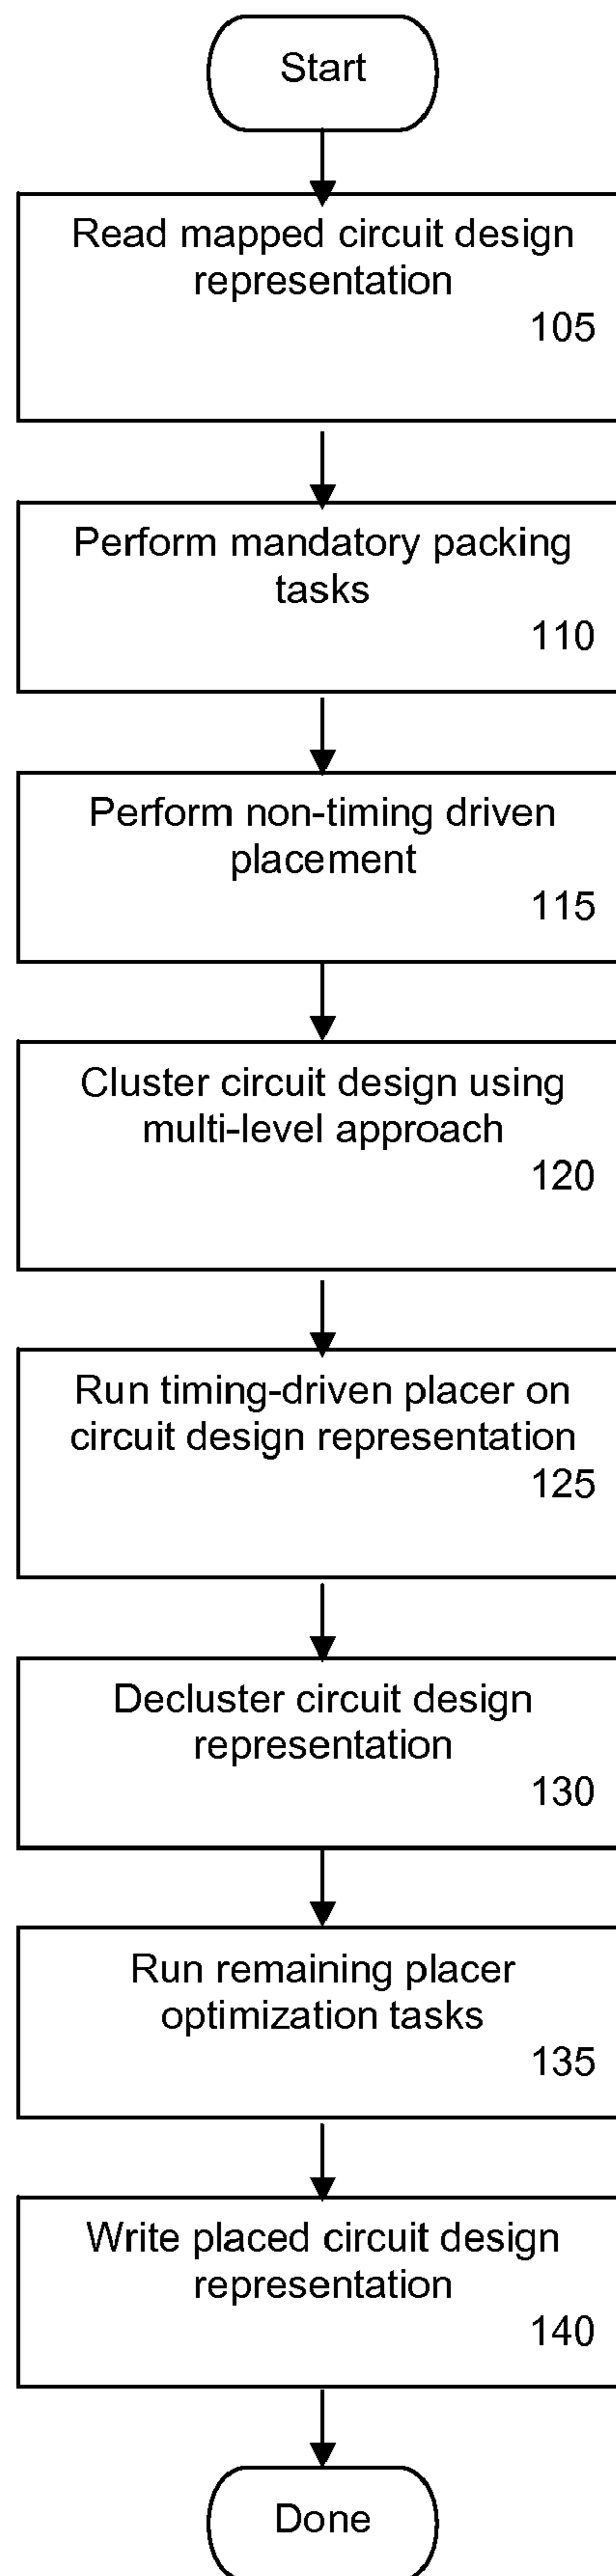 Start
Read mapped circuit design
representation
105
Perform mandatory packing
tasks
110
Perform non-timing driven
placement
115
Cluster circuit design using
multi-level approach
120
Run timing-driven placer on
circuit design representation
125
Decluster circuit design
representation
130
Run remaining placer
optimization tasks
135
Write placed circuit design
representation
140
Done